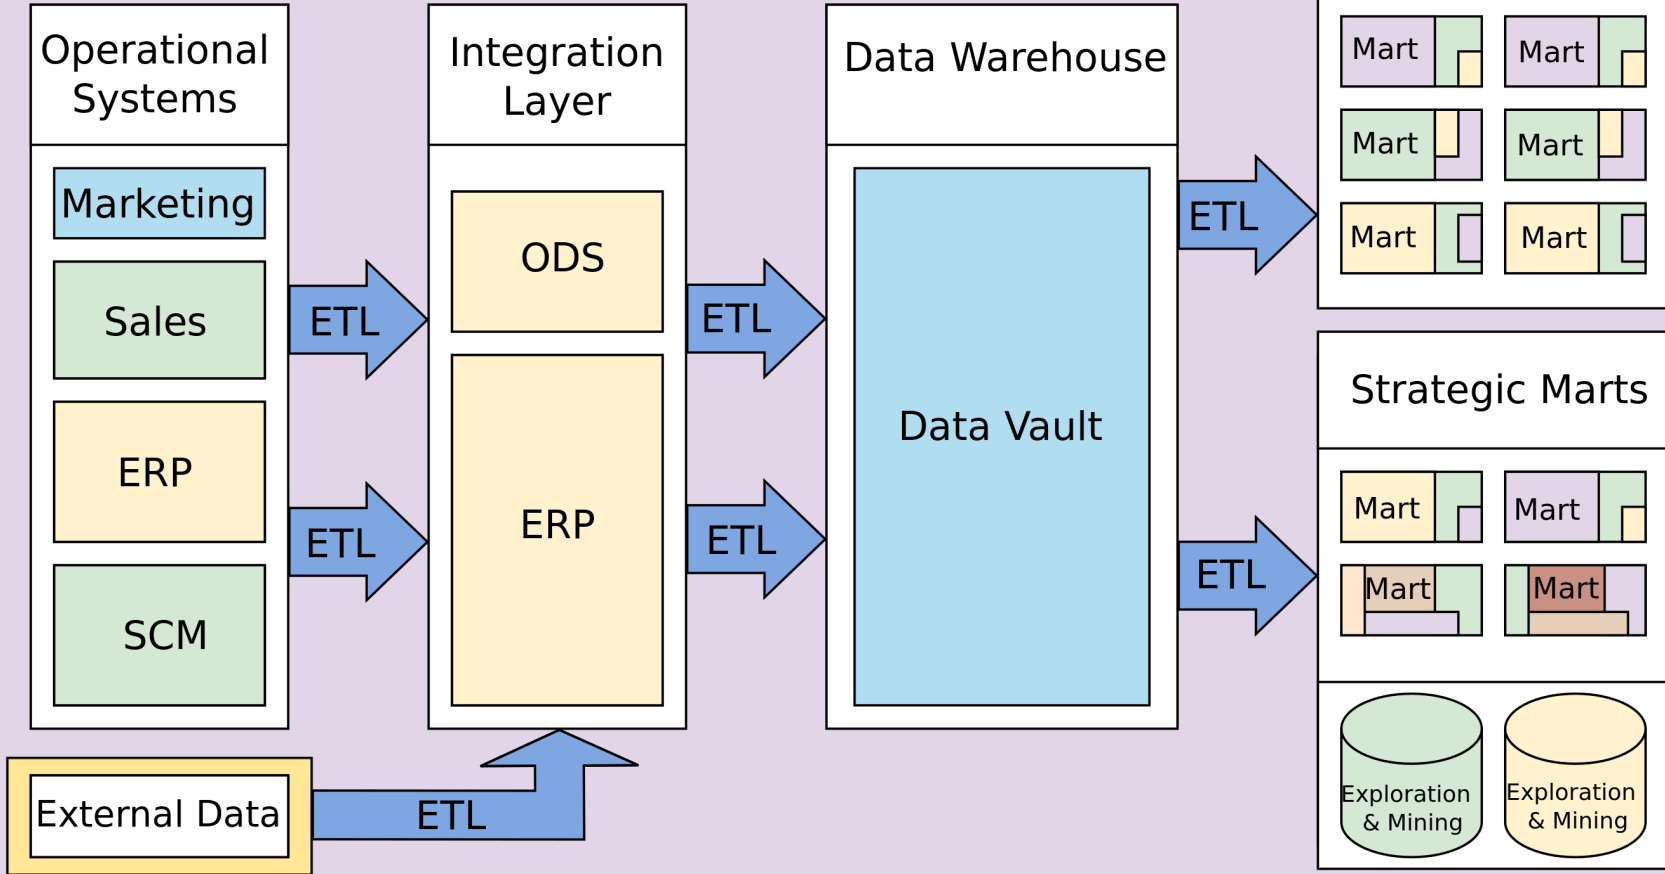 Operational
Systems
Marketing
Sales
ERP
SCM
External Data
ETL
ETL
ETL
Integration
Layer
ODS
ERP
ETL
ETL
Data Warehouse
Data Vault
ETL
ETL
Mart
Mart
Mart
Mart
Mart
Mart
Strategic Marts
Mart
Mart
Mart
Mart
Exploration
& Mining
Exploration
& Mining